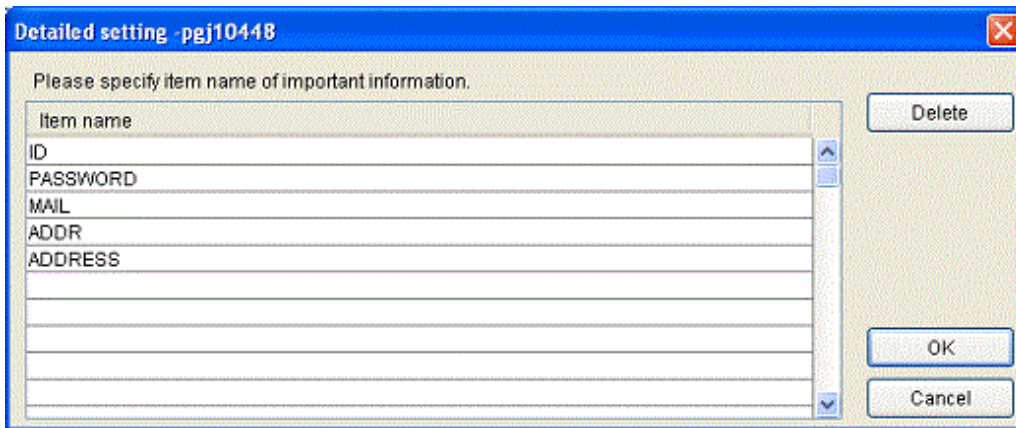 Detailed setting -pgj10448
Please specify item name of important information.
Item name
Delete
ID
PASSWORD
MAIL
ADDR
ADDRESS
OK
Cancel